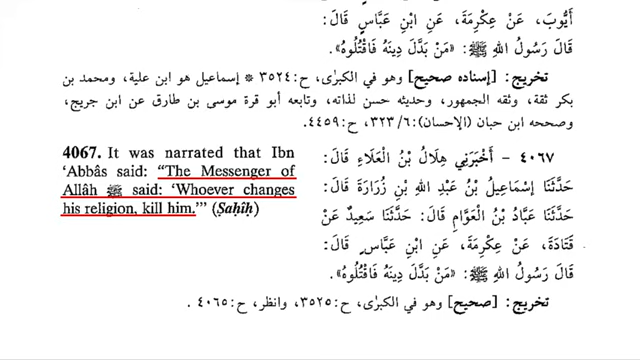 أَيُّوبَ، عَنْ عِكْرِمَةَ، عَنِ ابْنِ عَبَّاسٍ قَالَ:
قَالَ رَسُولُ اللهِ ﷺ: «مَنْ بَدَّلَ دِينَهُ فَاقْتُلُوهُ».
تخريج: [إسناده صحيح] وهو في الكبرٰى، ح:٣٥٢٤ * إسماعيل هو ابن علية، ومحمد بن
بكر ثقة، وثقه الجمهور، وحديثه حسن لذاته، وتابعه أبو قرة موسى بن طارق عن ابن جريج،
وصححه ابن حبان (الإحسان):٦/ ٣٢٣، ح:٤٤٥٩.
4067. It was narrated that Ibn
‘Abbâs said: “The Messenger of
Allâh ﷺ said: ‘Whoever changes
his religion, kill him.’” (Ṣaḥîḥ)
٤٠٦٧ - أَخْبَرَنِي هِلَالُ بْنُ الْعَلَاءِ قَالَ:
حَدَّثَنَا إِسْمَاعِيلُ بْنُ عَبْدِ اللهِ بْنِ زُرَارَةَ قَالَ:
حَدَّثَنَا عَبَّادُ بْنُ الْعَوَّامِ قَالَ: حَدَّثَنَا سَعِيدٌ عَنْ
قَتَادَةَ، عَنْ عِكْرِمَةَ، عَنِ ابْنِ عَبَّاسٍ قَالَ:
قَالَ رَسُولُ اللهِ ﷺ: «مَنْ بَدَّلَ دِينَهُ فَاقْتُلُوهُ».
تخريج: [صحيح] وهو في الكبرٰى، ح:٣٥٢٥، وانظر، ح:٤٠٦٥.